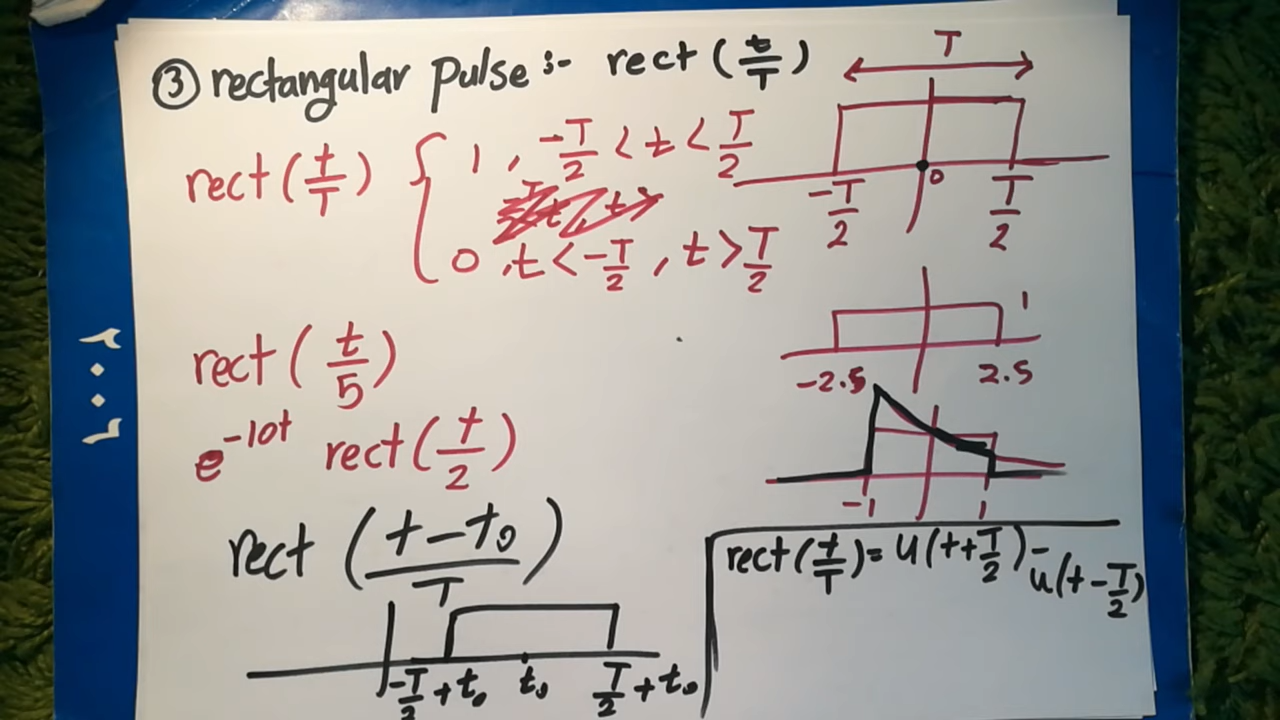 ③ rectangular pulse :- rect(t/T)
T
rect(t/T) { 1 , -T/2 < t < T/2
0 , t < -T/2 , t > T/2
-T/2 0 T/2
rect(t/5)
1
-2.5 2.5
e^-10t rect(t/2)
-1 1
rect((t-t₀)/T)
-T/2+t₀ t₀ T/2+t₀
rect(t/T) = u(t+T/2) - u(t-T/2)
٢٠٠٩